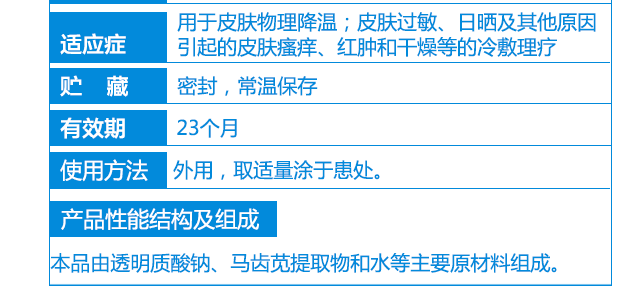 适应症
用于皮肤物理降温；皮肤过敏、日晒及其他原因
引起的皮肤瘙痒、红肿和干燥等的冷敷理疗
贮 藏
密封，常温保存
有效期
23个月
使用方法
外用，取适量涂于患处。
产品性能结构及组成
本品由透明质酸钠、马齿苋提取物和水等主要原材料组成。